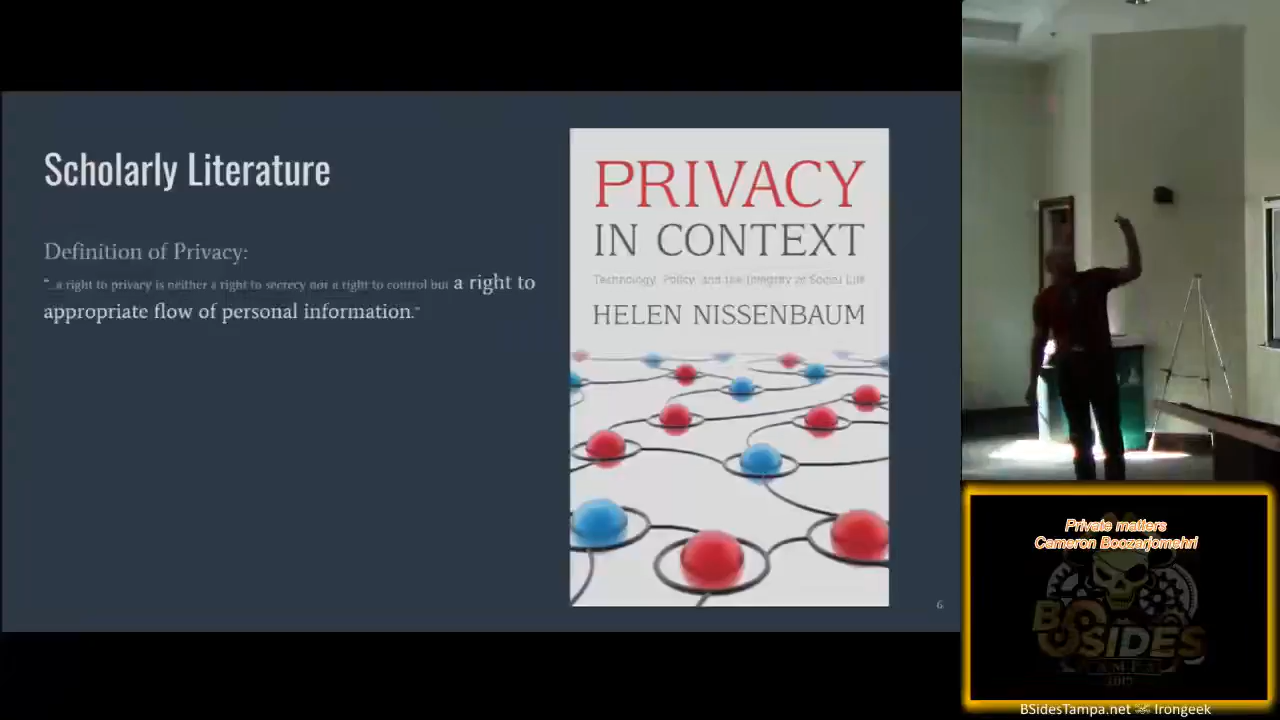 Scholarly Literature
Definition of Privacy:
"...a right to privacy is neither a right to secrecy nor a right to control but a right to
appropriate flow of personal information."
PRIVACY
IN CONTEXT
Technology, Policy, and the Integrity of Social Life
HELEN NISSENBAUM
6
Private matters
Cameron Boozarjomehri
BSIDES
TAMPA
BSidesTampa.net
Irongeek